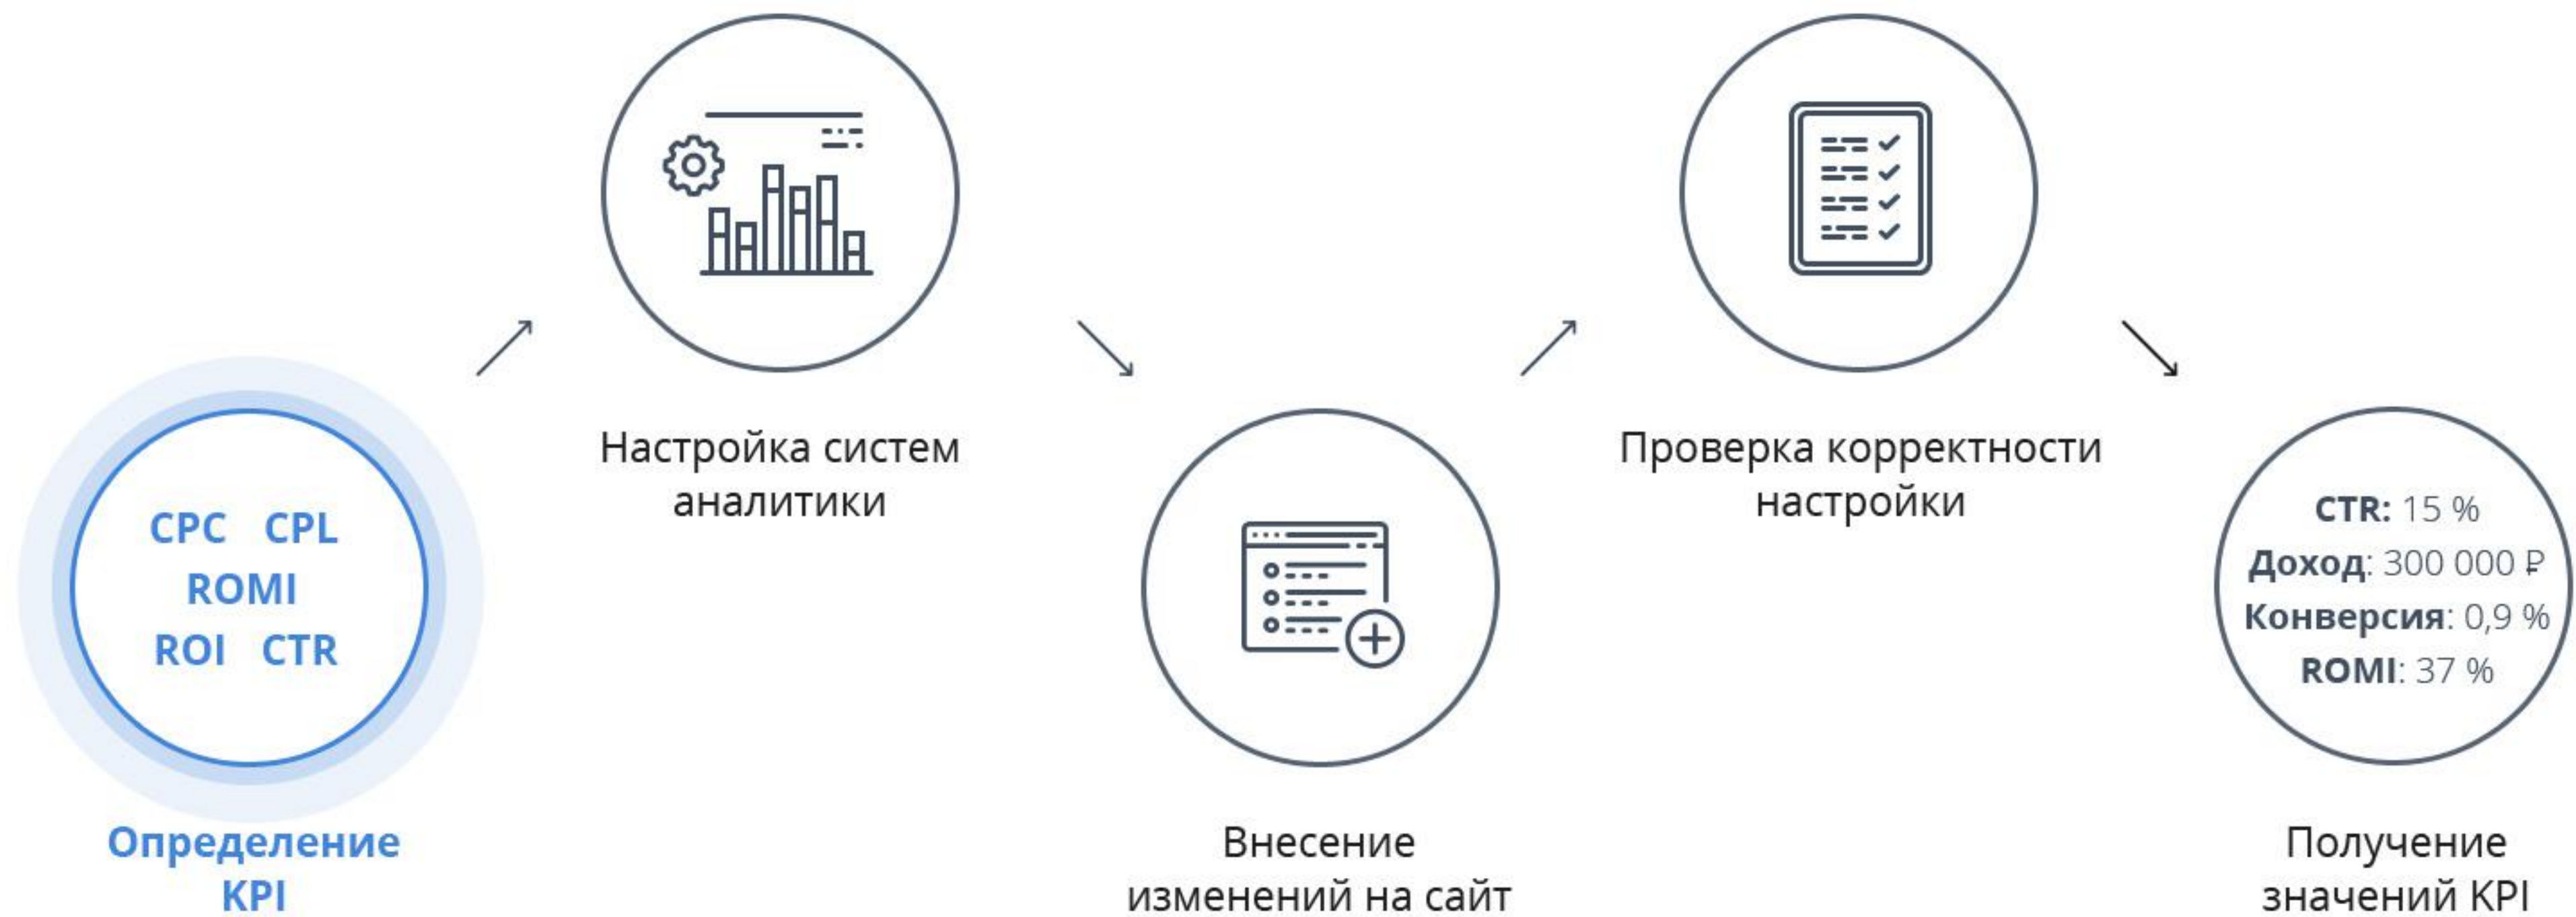 CPC CPL
ROMI
ROI CTR
Определение
KPI
Настройка систем
аналитики
Внесение
изменений на сайт
Проверка корректности
настройки
CTR: 15 %
Доход: 300 000 ₽
Конверсия: 0,9 %
ROMI: 37 %
Получение
значений KPI